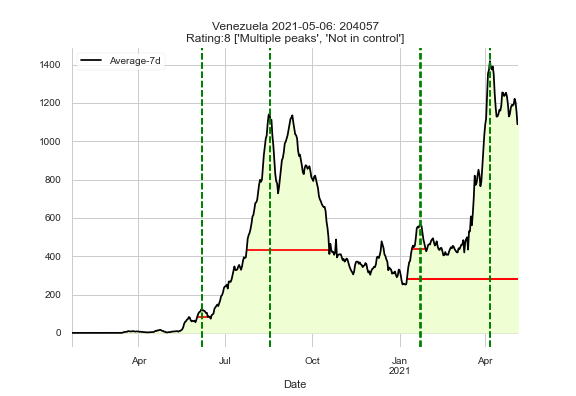 Venezuela 2021-05-06: 204057
Rating:8 ['Multiple peaks', 'Not in control']
Average-7d
1400
1200
1000
800
600
400
200
0
Apr
Jul
Oct
Jan
2021
Apr
Date